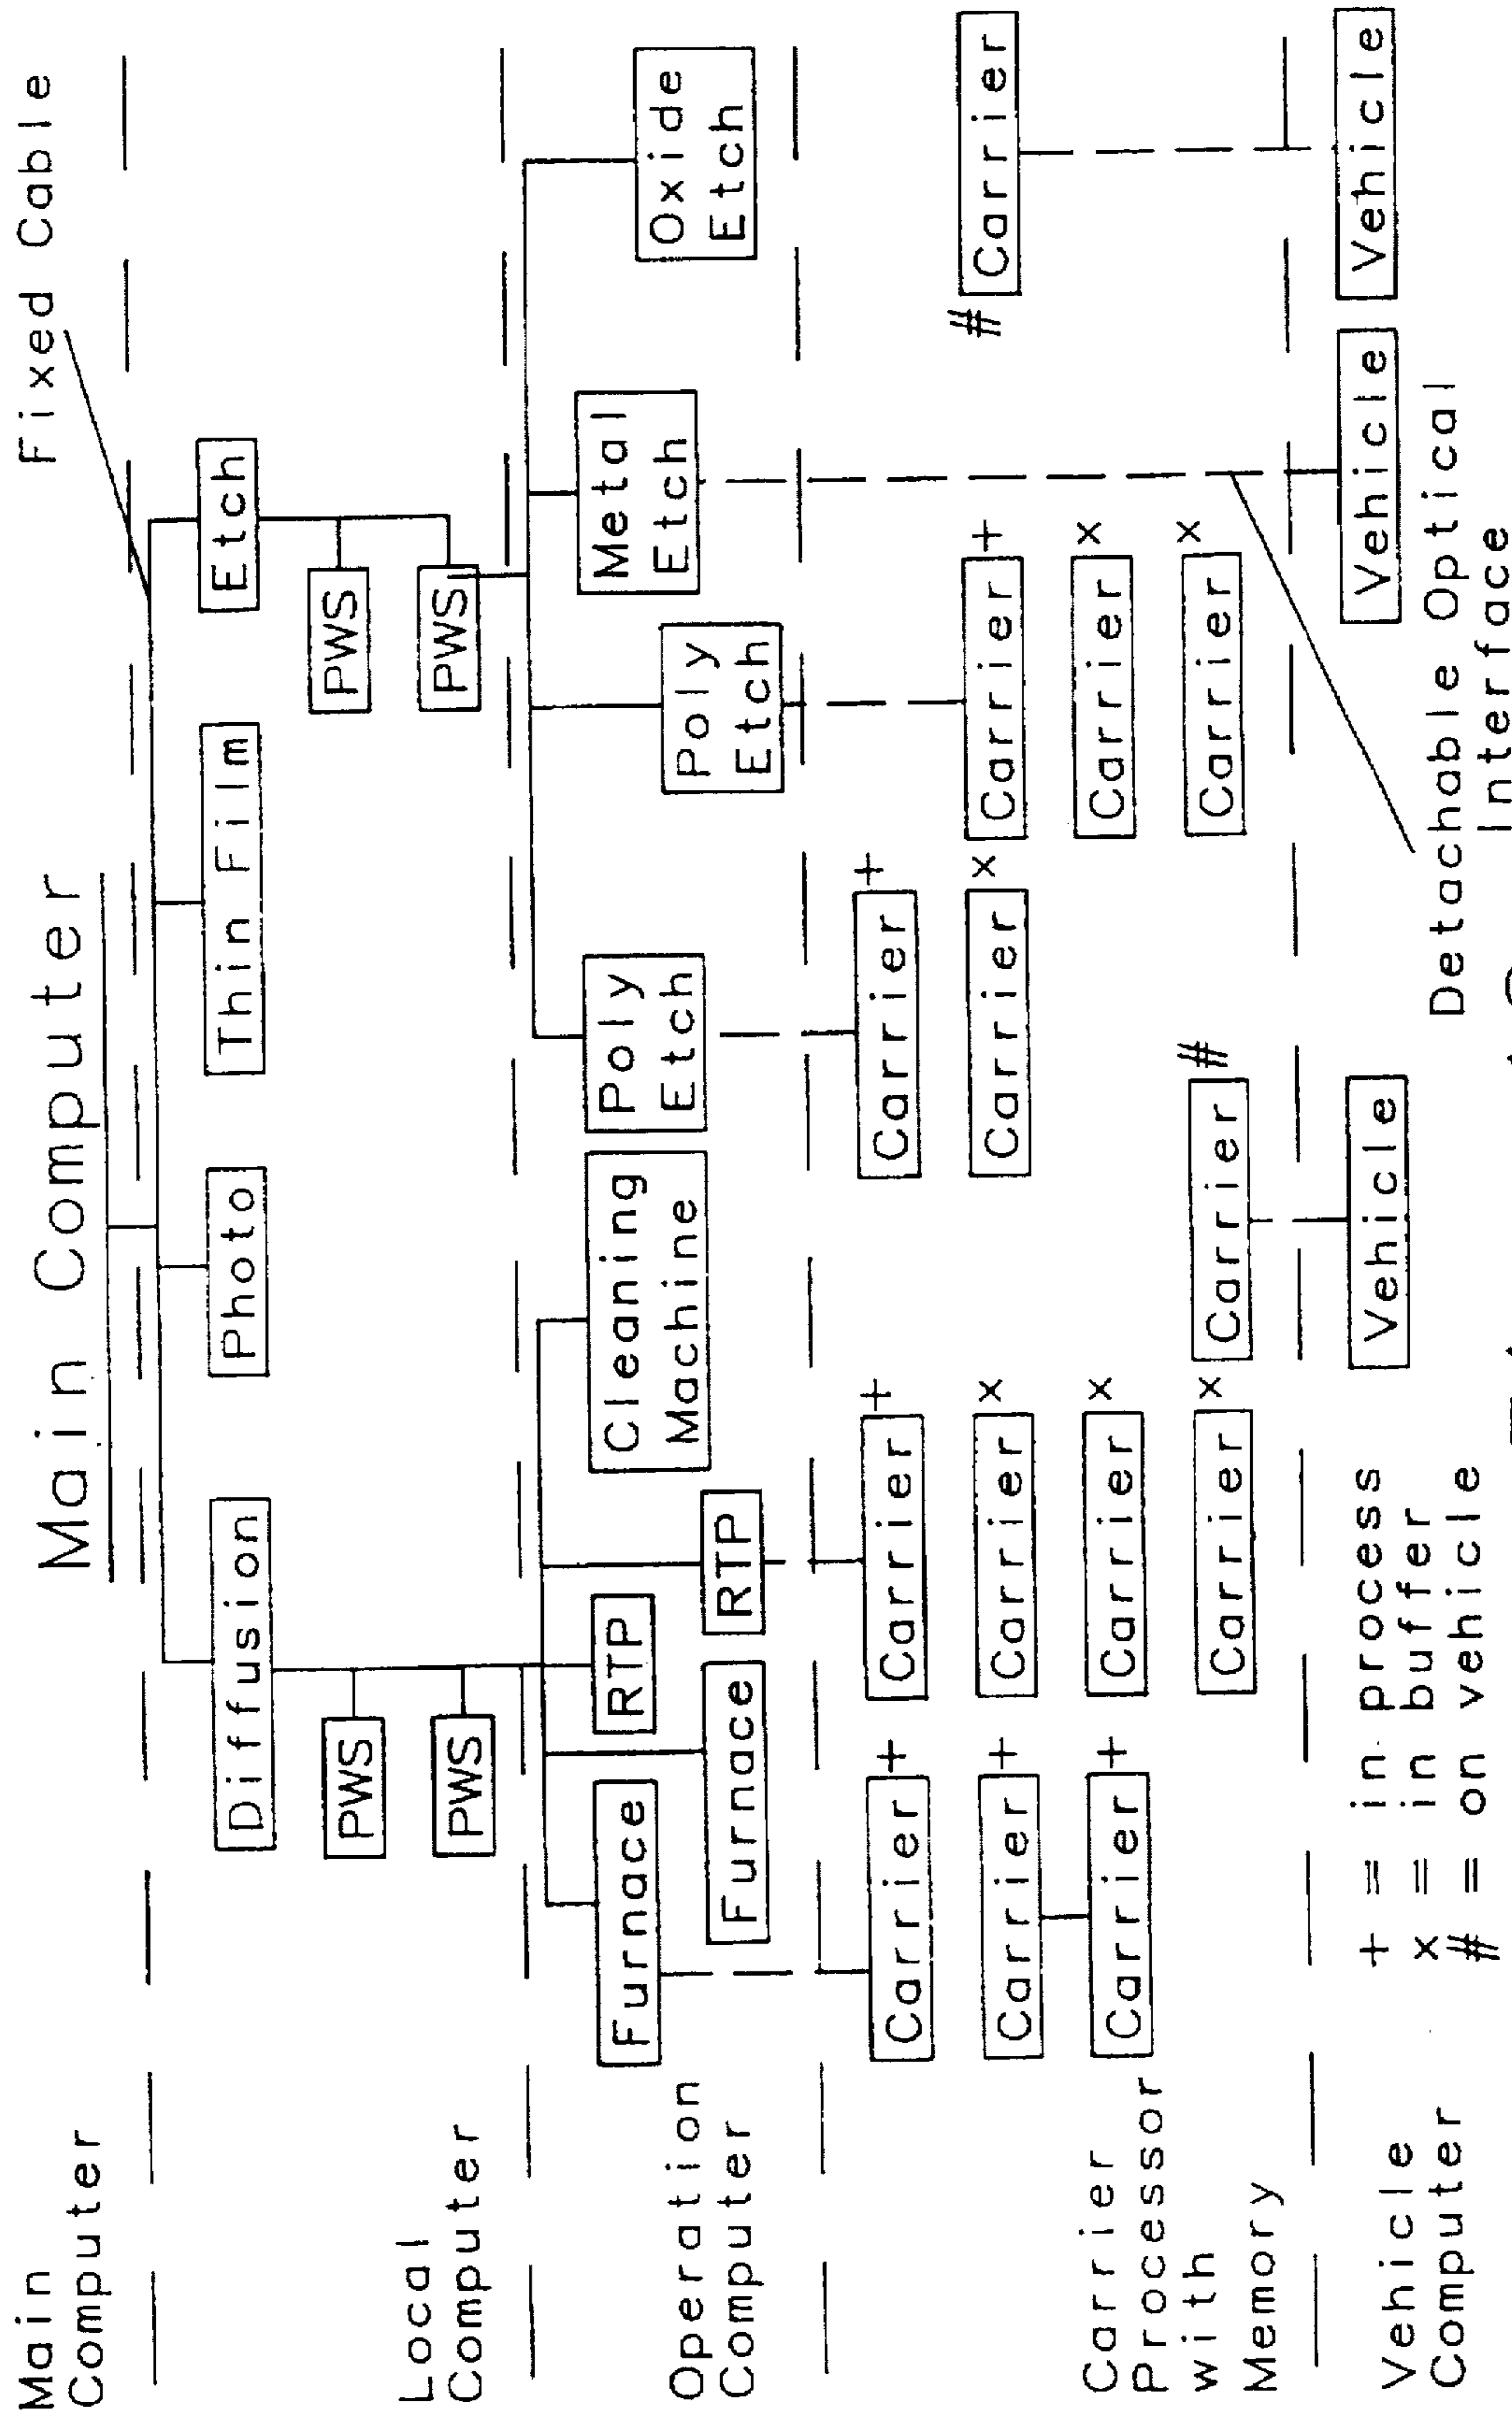 Main
Computer
Main Computer
Fixed Cable
Diffusion
Photo
Thin Film
Etch
PWS
PWS
PWS
PWS
Local
Computer
Operation
Computer
Furnace
Furnace
RTP
RTP
Cleaning
Machine
Poly
Etch
Poly
Etch
Metal
Etch
Oxide
Etch
Carrier
Processor
with
Memory
Carrier +
Carrier +
Carrier +
Carrier +
Carrier x
Carrier x
Carrier x
Carrier #
Carrier +
Carrier x
Carrier +
Carrier x
Carrier x
# Carrier
Vehicle
Computer
Vehicle
Vehicle
Vehicle
+ = in process
x = in buffer
# = on vehicle
Detachable Optical
Interface